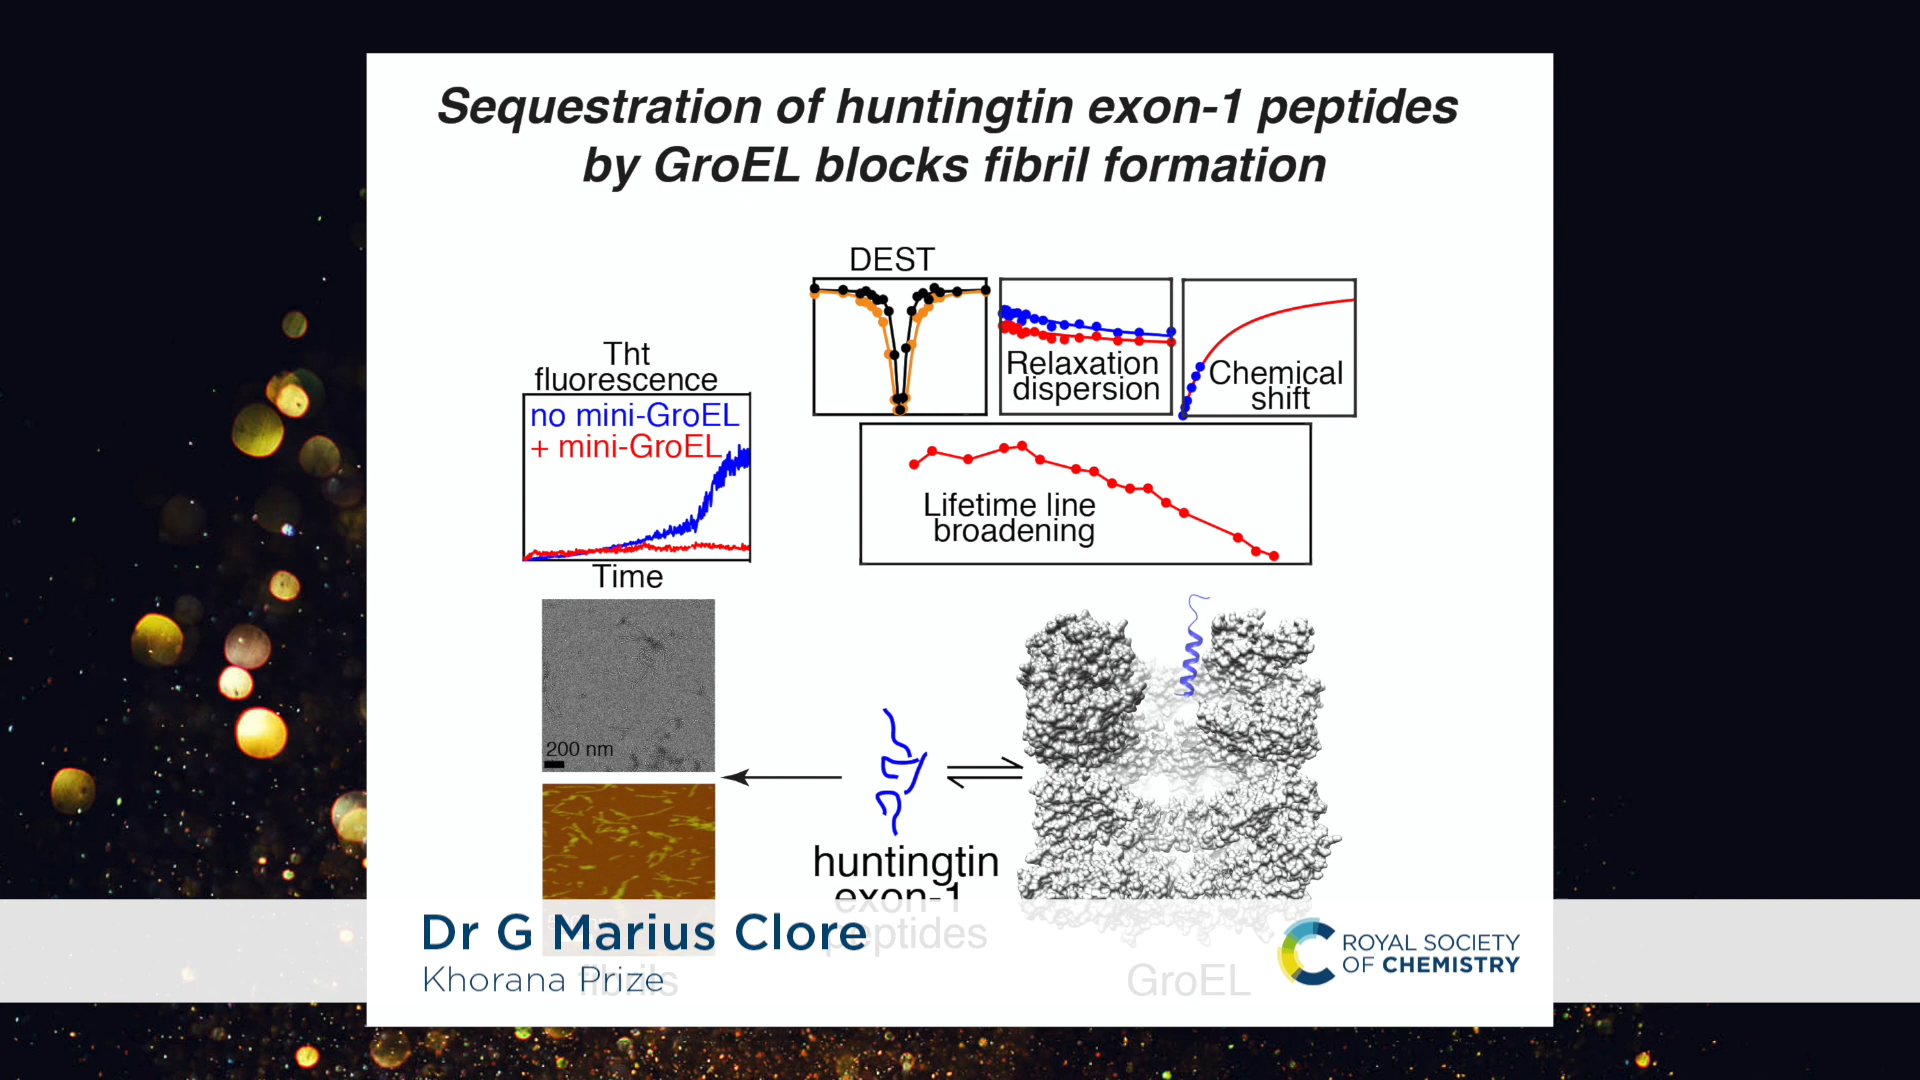 Sequestration of huntingtin exon-1 peptides
by GroEL blocks fibril formation
DEST
Relaxation
dispersion
Chemical
shift
Tht
fluorescence
no mini-GroEL
+ mini-GroEL
Time
Lifetime line
broadening
200 nm
huntingtin
exon-1
peptides
fibrils
GroEL
Dr G Marius Clore
Khorana Prize
ROYAL SOCIETY
OF CHEMISTRY